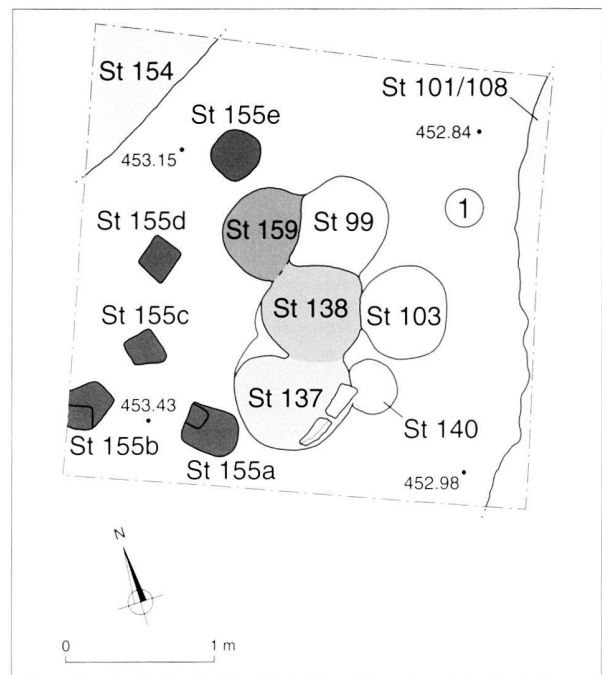 St 154
St 101/108
St 155e
452.84
453.15
1
St 155d
St 159
St 99
St 155c
St 138
St 103
453.43
St 137
St 155b
St 155a
St 140
452.98
N
0
1 m